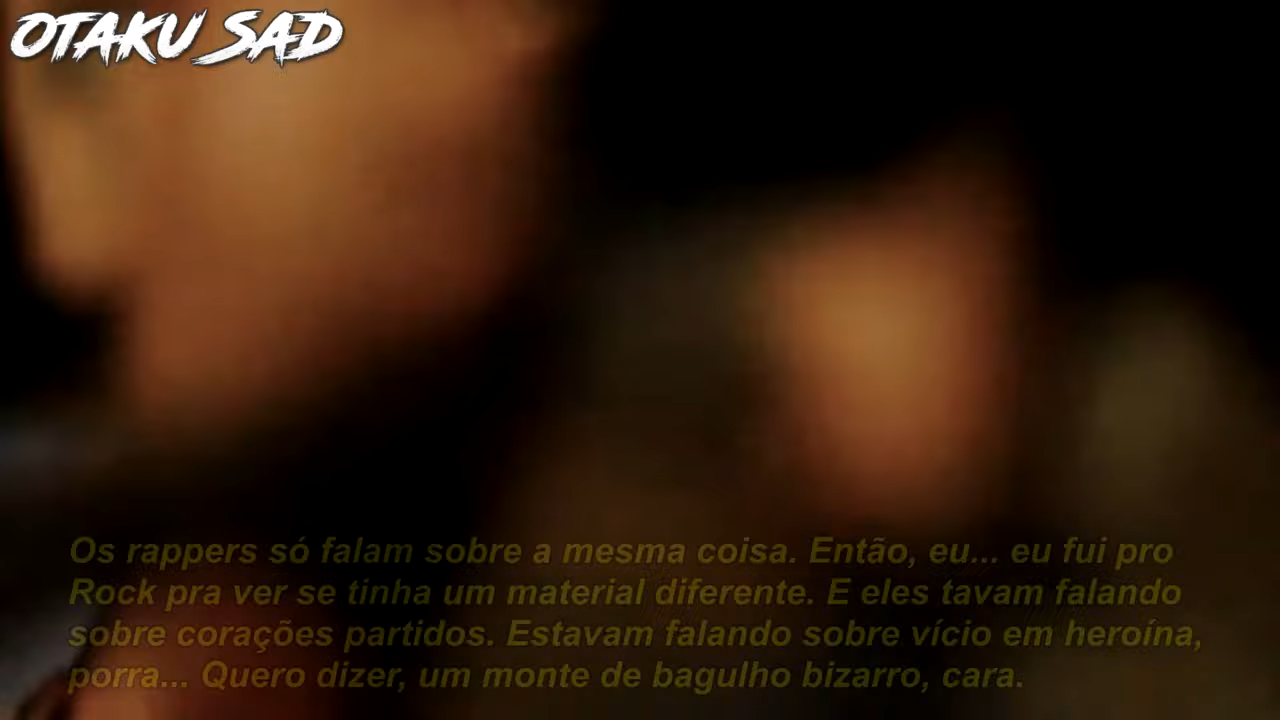 OTAKU SAD
Os rappers só falam sobre a mesma coisa. Então, eu... eu fui pro
Rock pra ver se tinha um material diferente. E eles tavam falando
sobre corações partidos. Estavam falando sobre vício em heroína,
porra... Quero dizer, um monte de bagulho bizarro, cara.